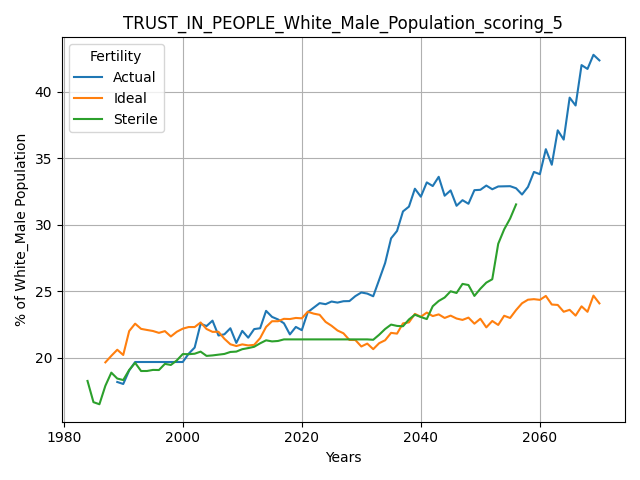 TRUST_IN_PEOPLE_White_Male_Population_scoring_5
Fertility
Actual
Ideal
Sterile
% of White_Male Population
40
35
30
25
20
1980
2000
2020
2040
2060
Years